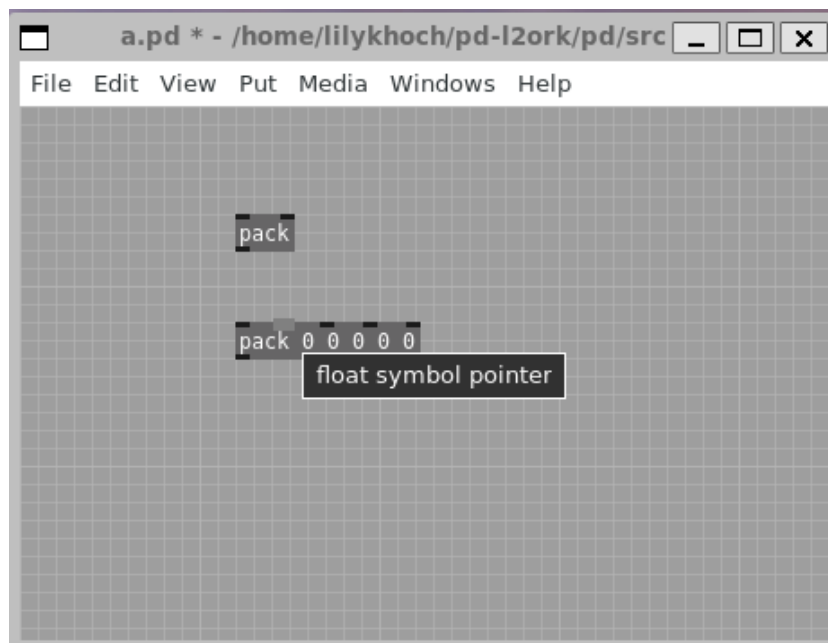 a.pd * - /home/lilykhoch/pd-l2ork/pd/src
File Edit View Put Media Windows Help
pack
pack 0 0 0 0 0
float symbol pointer